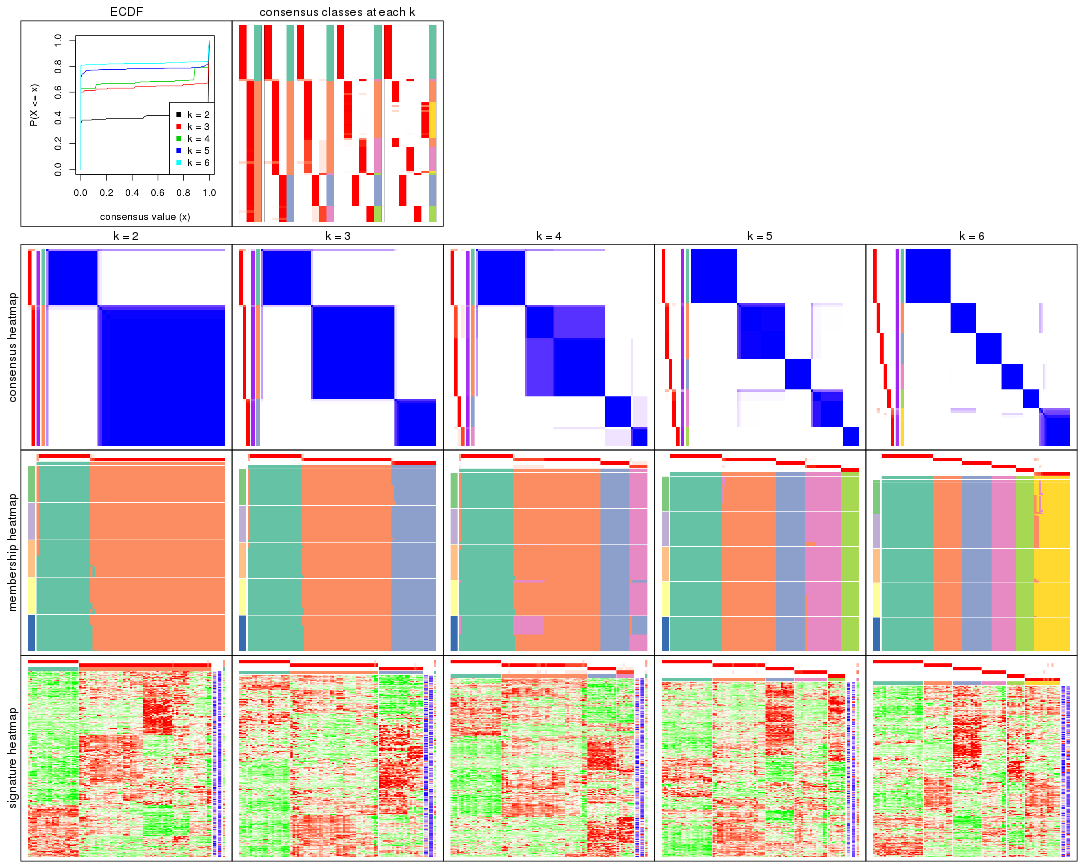 ECDF
consensus classes at each k
P(X <= x)
0.0 0.2 0.4 0.6 0.8 1.0
k = 2
k = 3
k = 4
k = 5
k = 6
0.0 0.2 0.4 0.6 0.8 1.0
consensus value (x)
k = 2
k = 3
k = 4
k = 5
k = 6
consensus heatmap
membership heatmap
signature heatmap